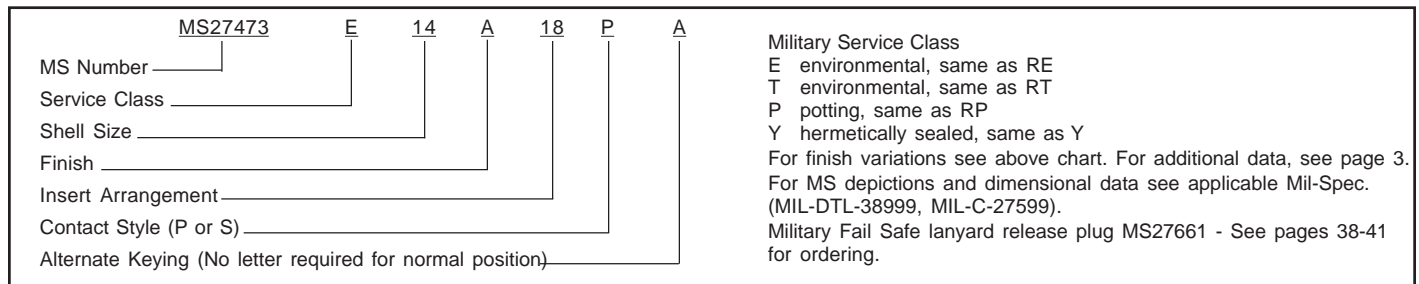 MS27473 E 14 A 18 P A
MS Number
Service Class
Shell Size
Finish
Insert Arrangement
Contact Style (P or S)
Alternate Keying (No letter required for normal position)
Military Service Class
E environmental, same as RE
T environmental, same as RT
P potting, same as RP
Y hermetically sealed, same as Y
For finish variations see above chart. For additional data, see page 3.
For MS depictions and dimensional data see applicable Mil-Spec.
(MIL-DTL-38999, MIL-C-27599).
Military Fail Safe lanyard release plug MS27661 - See pages 38-41
for ordering.